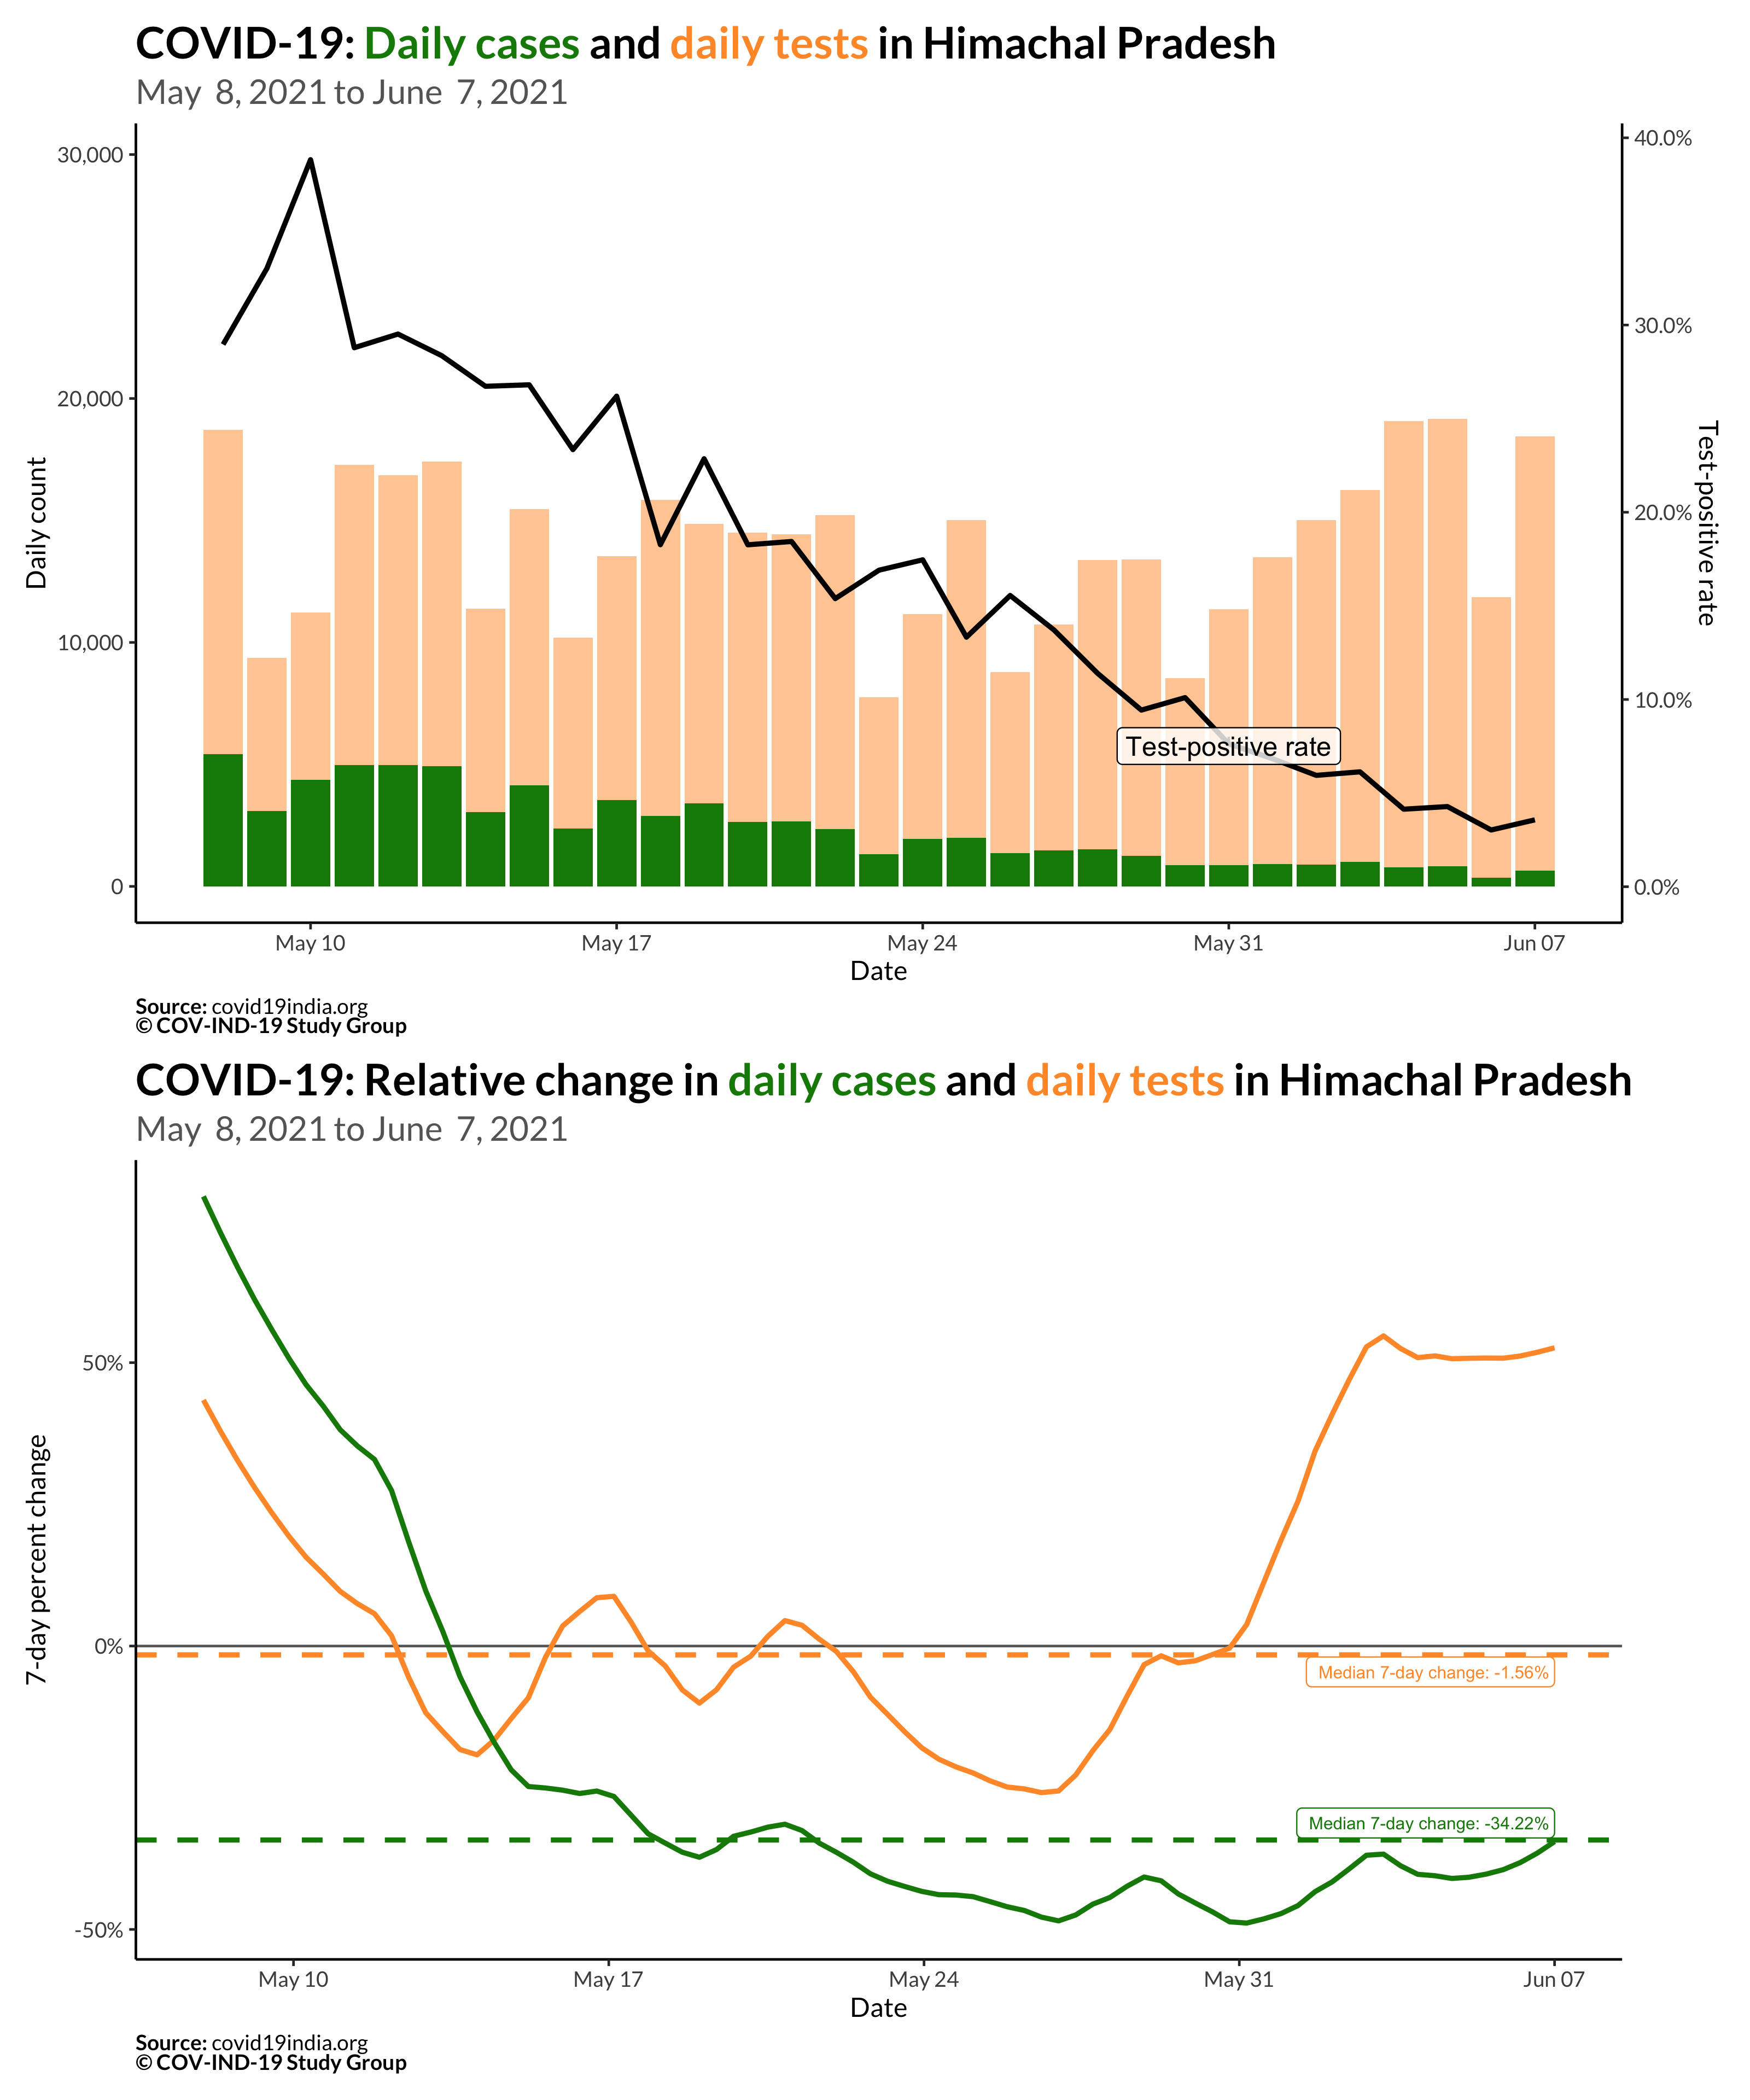 COVID-19: Daily cases and daily tests in Himachal Pradesh
May 8, 2021 to June 7, 2021
30,000
20,000
10,000
0
Daily count
40.0%
30.0%
20.0%
10.0%
0.0%
Test-positive rate
Test-positive rate
May 10
May 17
May 24
May 31
Jun 07
Date
Source: covid19india.org
© COV-IND-19 Study Group
COVID-19: Relative change in daily cases and daily tests in Himachal Pradesh
May 8, 2021 to June 7, 2021
50%
0%
-50%
7-day percent change
Median 7-day change: -1.56%
Median 7-day change: -34.22%
May 10
May 17
May 24
May 31
Jun 07
Date
Source: covid19india.org
© COV-IND-19 Study Group